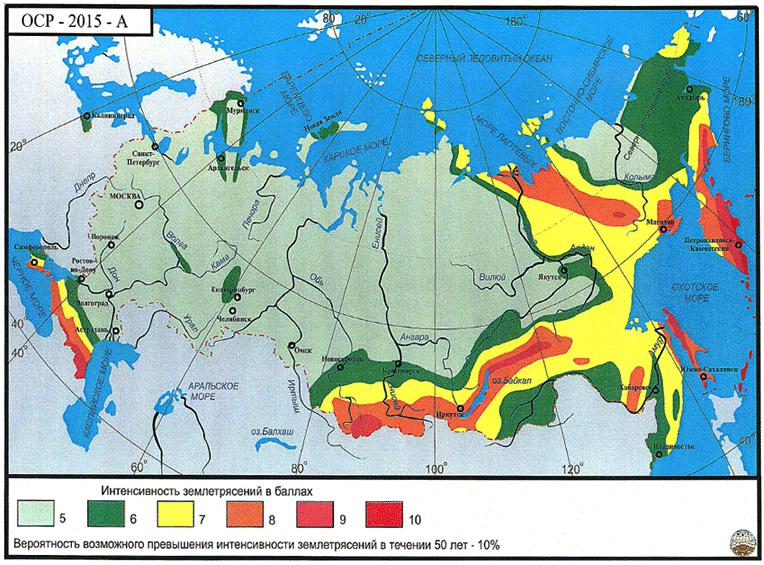 ОСР - 2015 - А
80°
20°
180°
60°
СЕВЕРНЫЙ ЛЕДОВИТЫЙ ОКЕАН
БАРЕНЦЕВО
МОРЕ
ВОСТОЧНО-СИБИРСКОЕ
МОРЕ
Анадырь
БЕРИНГОВО МОРЕ
Калининград
Мурманск
Новая Земля
КАРСКОЕ МОРЕ
МОРЕ ЛАПТЕВЫХ
20°
Санкт-
Петербург
Архангельск
Колыма
Днепр
МОСКВА
Печора
Енисей
Магадан
Петропавловск-
Камчатский
Симферополь
Воронеж
Волга
Кама
Алдан
Ростов-
на-Дону
Дон
Обь
Вилюй
Якутск
ОХОТСКОЕ
МОРЕ
ЧЕРНОЕ МОРЕ
Волгоград
Екатеринбург
Челябинск
40°
Астрахань
Урал
Омск
Ангара
Амур
40°
Новосибирск
Красноярск
Южно-Сахалинск
КАСПИЙСКОЕ МОРЕ
АРАЛЬСКОЕ
МОРЕ
Иртыш
оз.Байкал
Хабаровск
Иркутск
оз.Балхаш
Владивосток
40°
60°
80°
100°
120°
Интенсивность землетрясений в баллах
5 6 7 8 9 10
Вероятность возможного превышения интенсивности землетрясений в течении 50 лет - 10%